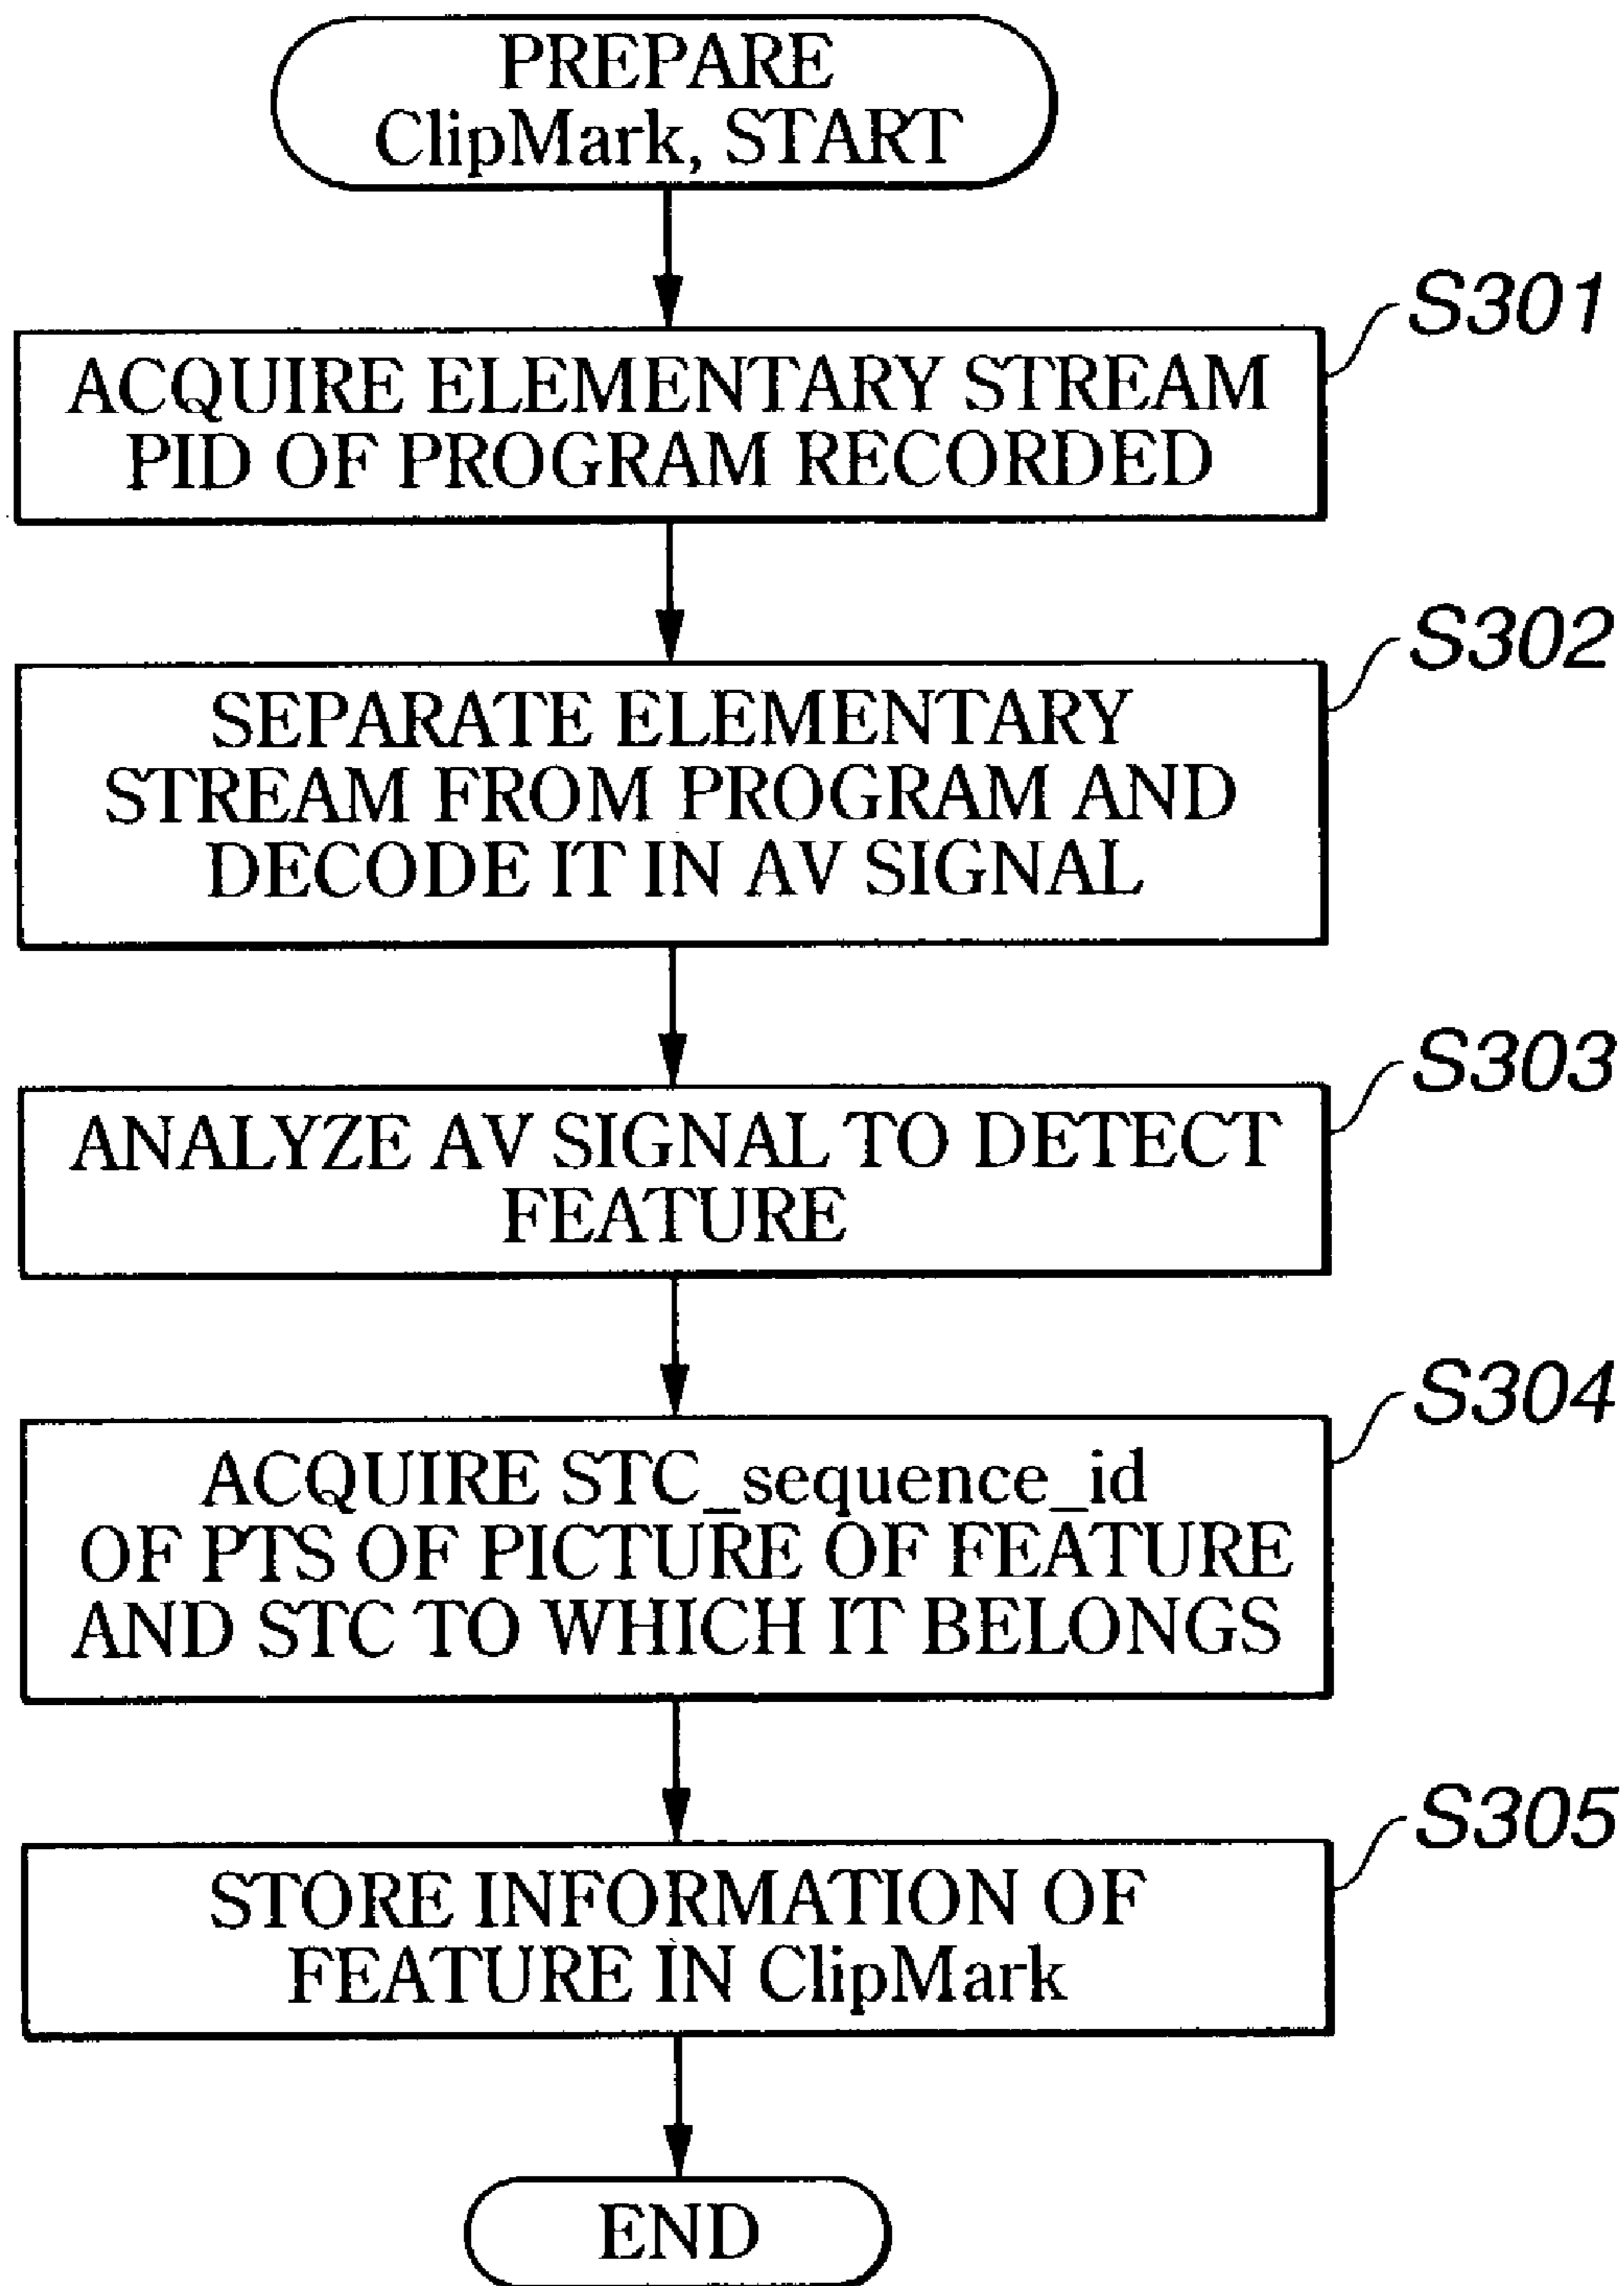 PREPARE
ClipMark, START
S301
ACQUIRE ELEMENTARY STREAM
PID OF PROGRAM RECORDED
S302
SEPARATE ELEMENTARY
STREAM FROM PROGRAM AND
DECODE IT IN AV SIGNAL
S303
ANALYZE AV SIGNAL TO DETECT
FEATURE
S304
ACQUIRE STC_sequence_id
OF PTS OF PICTURE OF FEATURE
AND STC TO WHICH IT BELONGS
S305
STORE INFORMATION OF
FEATURE IN ClipMark
END